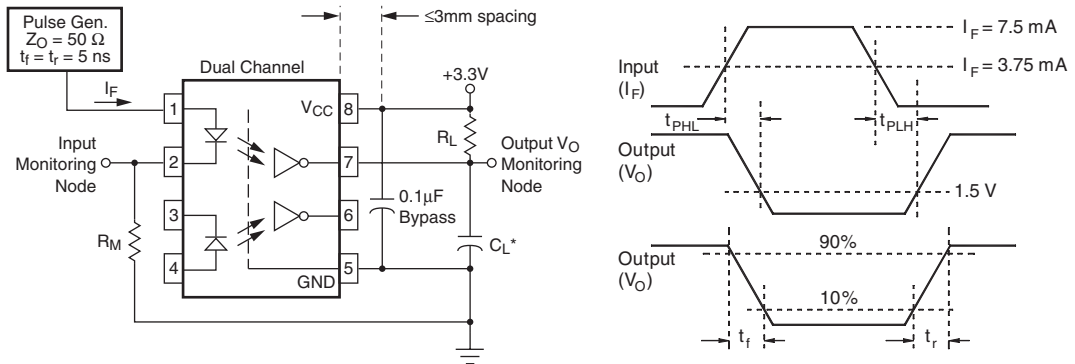 Pulse Gen.
Z_O = 50 Ω
t_f = t_r = 5 ns
≤3mm spacing
Dual Channel
I_F
+3.3V
1
V_CC
8
R_L
Input
Monitoring
Node
2
7
Output V_O
Monitoring
Node
3
6
0.1μF
Bypass
R_M
4
5
GND
C_L*
I_F = 7.5 mA
Input
(I_F)
I_F = 3.75 mA
t_PHL
t_PLH
Output
(V_O)
1.5 V
Output
(V_O)
90%
10%
t_f
t_r